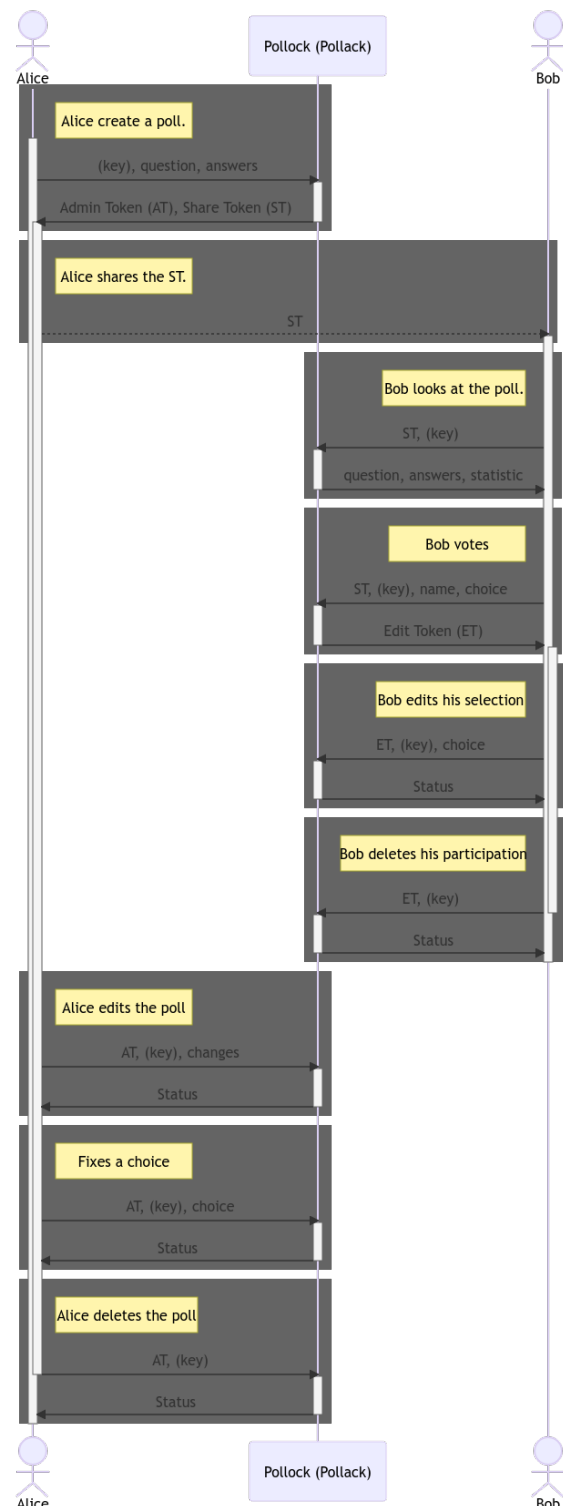 Pollock (Pollack)
Alice
Bob
Alice create a poll.
(key), question, answers
Admin Token (AT), Share Token (ST)
Alice shares the ST.
ST
Bob looks at the poll.
ST, (key)
question, answers, statistic
Bob votes
ST, (key), name, choice
Edit Token (ET)
Bob edits his selection
ET, (key), choice
Status
Bob deletes his participation
ET, (key)
Status
Alice edits the poll
AT, (key), changes
Status
Fixes a choice
AT, (key), choice
Status
Alice deletes the poll
AT, (key)
Status
Pollock (Pollack)
Alice
Bob